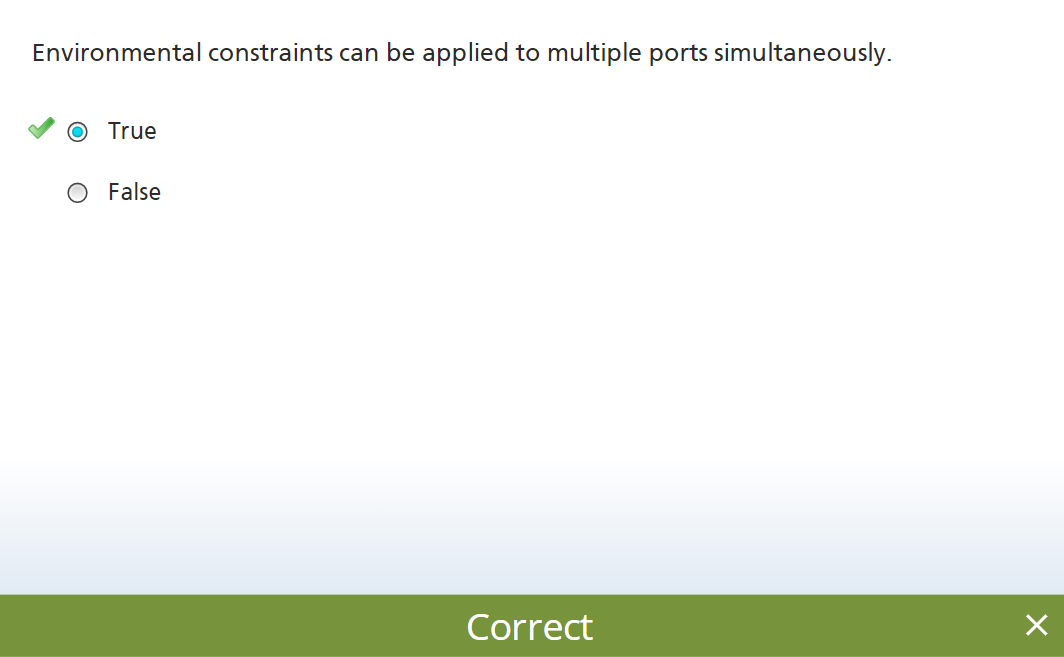 Environmental constraints can be applied to multiple ports simultaneously.
True
False
Correct